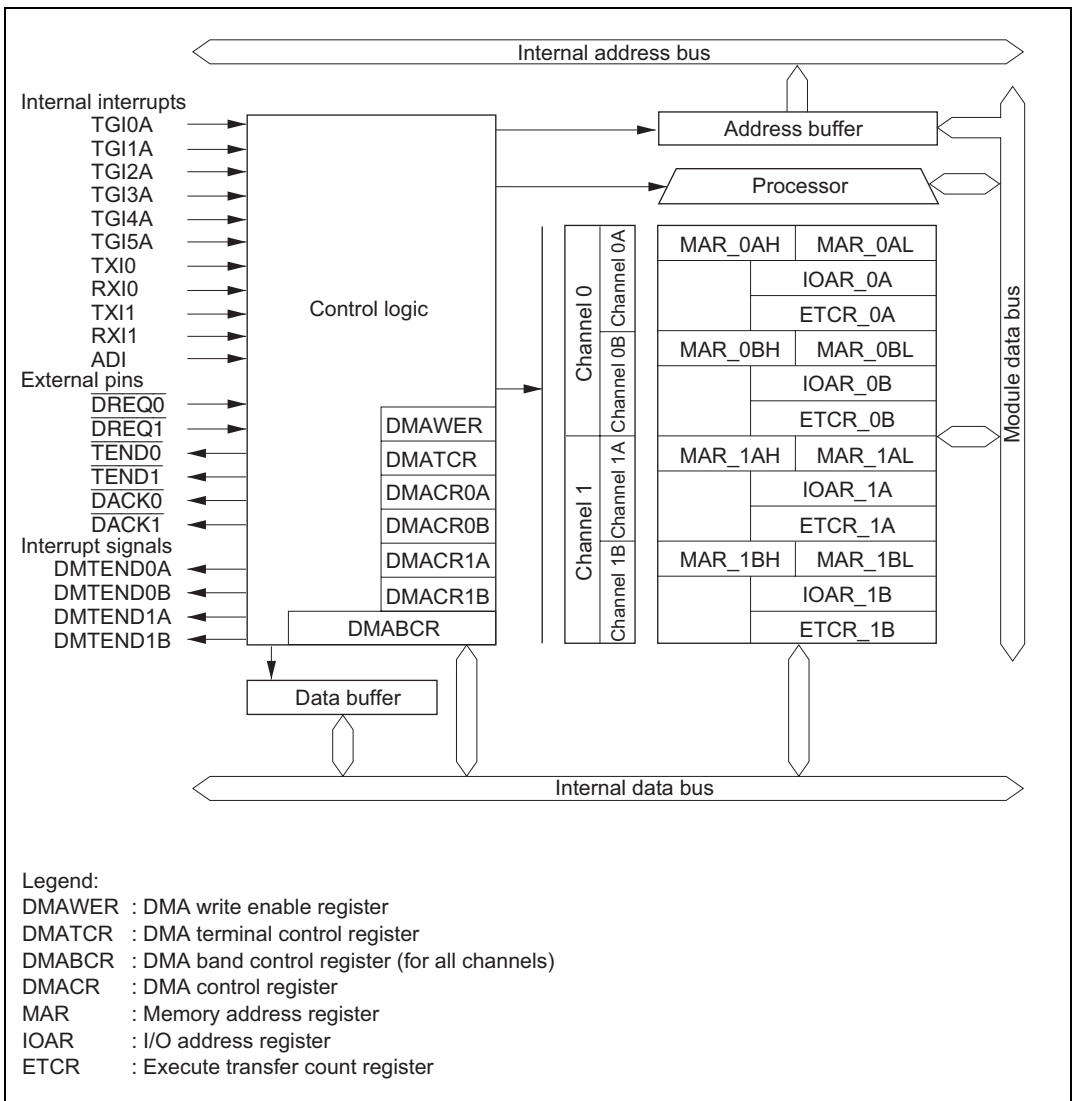 Internal address bus
Internal interrupts
TGI0A
TGI1A
TGI2A
TGI3A
TGI4A
TGI5A
TXI0
RXI0
TXI1
RXI1
ADI
External pins
DREQ0
DREQ1
TEND0
TEND1
DACK0
DACK1
Interrupt signals
DMTEND0A
DMTEND0B
DMTEND1A
DMTEND1B
Control logic
DMAWER
DMATCR
DMACR0A
DMACR0B
DMACR1A
DMACR1B
DMABCR
Data buffer
Address buffer
Processor
Channel 0
Channel 0A
Channel 0B
Channel 1
Channel 1A
Channel 1B
MAR_0AH MAR_0AL
IOAR_0A
ETCR_0A
MAR_0BH MAR_0BL
IOAR_0B
ETCR_0B
MAR_1AH MAR_1AL
IOAR_1A
ETCR_1A
MAR_1BH MAR_1BL
IOAR_1B
ETCR_1B
Module data bus
Internal data bus
Legend:
DMAWER : DMA write enable register
DMATCR : DMA terminal control register
DMABCR : DMA band control register (for all channels)
DMACR : DMA control register
MAR : Memory address register
IOAR : I/O address register
ETCR : Execute transfer count register